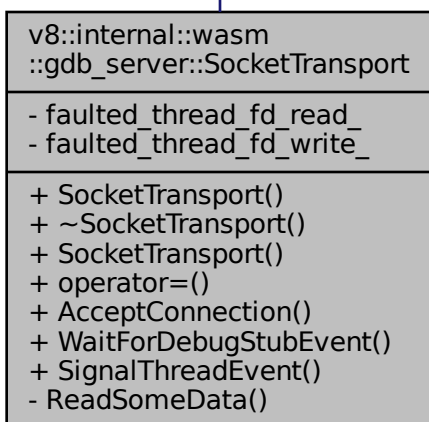 v8::internal::wasm
::gdb_server::SocketTransport
- faulted_thread_fd_read_
- faulted_thread_fd_write_
+ SocketTransport()
+ ~SocketTransport()
+ SocketTransport()
+ operator=()
+ AcceptConnection()
+ WaitForDebugStubEvent()
+ SignalThreadEvent()
- ReadSomeData()